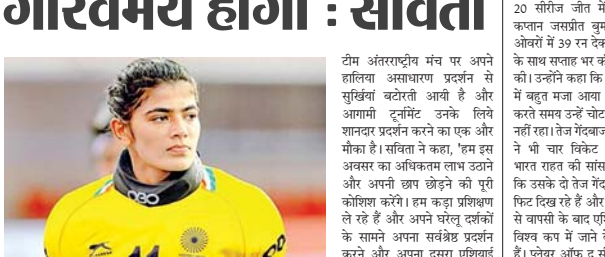 गौरवमय होगा : सविता
टीम अंतरराष्ट्रीय मंच पर अपने
हालिया असाधारण प्रदर्शन से
सुर्खियां बटोरती आयी है और
आगामी टूर्नामेंट उनके लिये
शानदार प्रदर्शन करने का एक और
मौका है। सविता ने कहा, 'हम इस
अवसर का अधिकतम लाभ उठाने
और अपनी छाप छोड़ने की पूरी
कोशिश करेंगे। हम कड़ा प्रशिक्षण
ले रहे हैं और अपने घरेलू दर्शकों
के सामने अपना सर्वश्रेष्ठ प्रदर्शन
करने और अपना दूसरा एशियाई
20 सीरीज जीत में
कप्तान जसप्रीत बुम
ओवरों में 39 रन देक
के साथ सप्ताह भर की
की। उन्होंने कहा कि
में बहुत मजा आया
करते समय उन्हें चोट
नहीं रहा। तेज गेंदबाज
ने भी चार विकेट
भारत राहत की सांस
कि उसके दो तेज गेंद
फिट दिख रहे हैं और
से वापसी के बाद एि
विश्व कप में जाने वे
हैं। प्लेयर ऑफ द सी
OBO